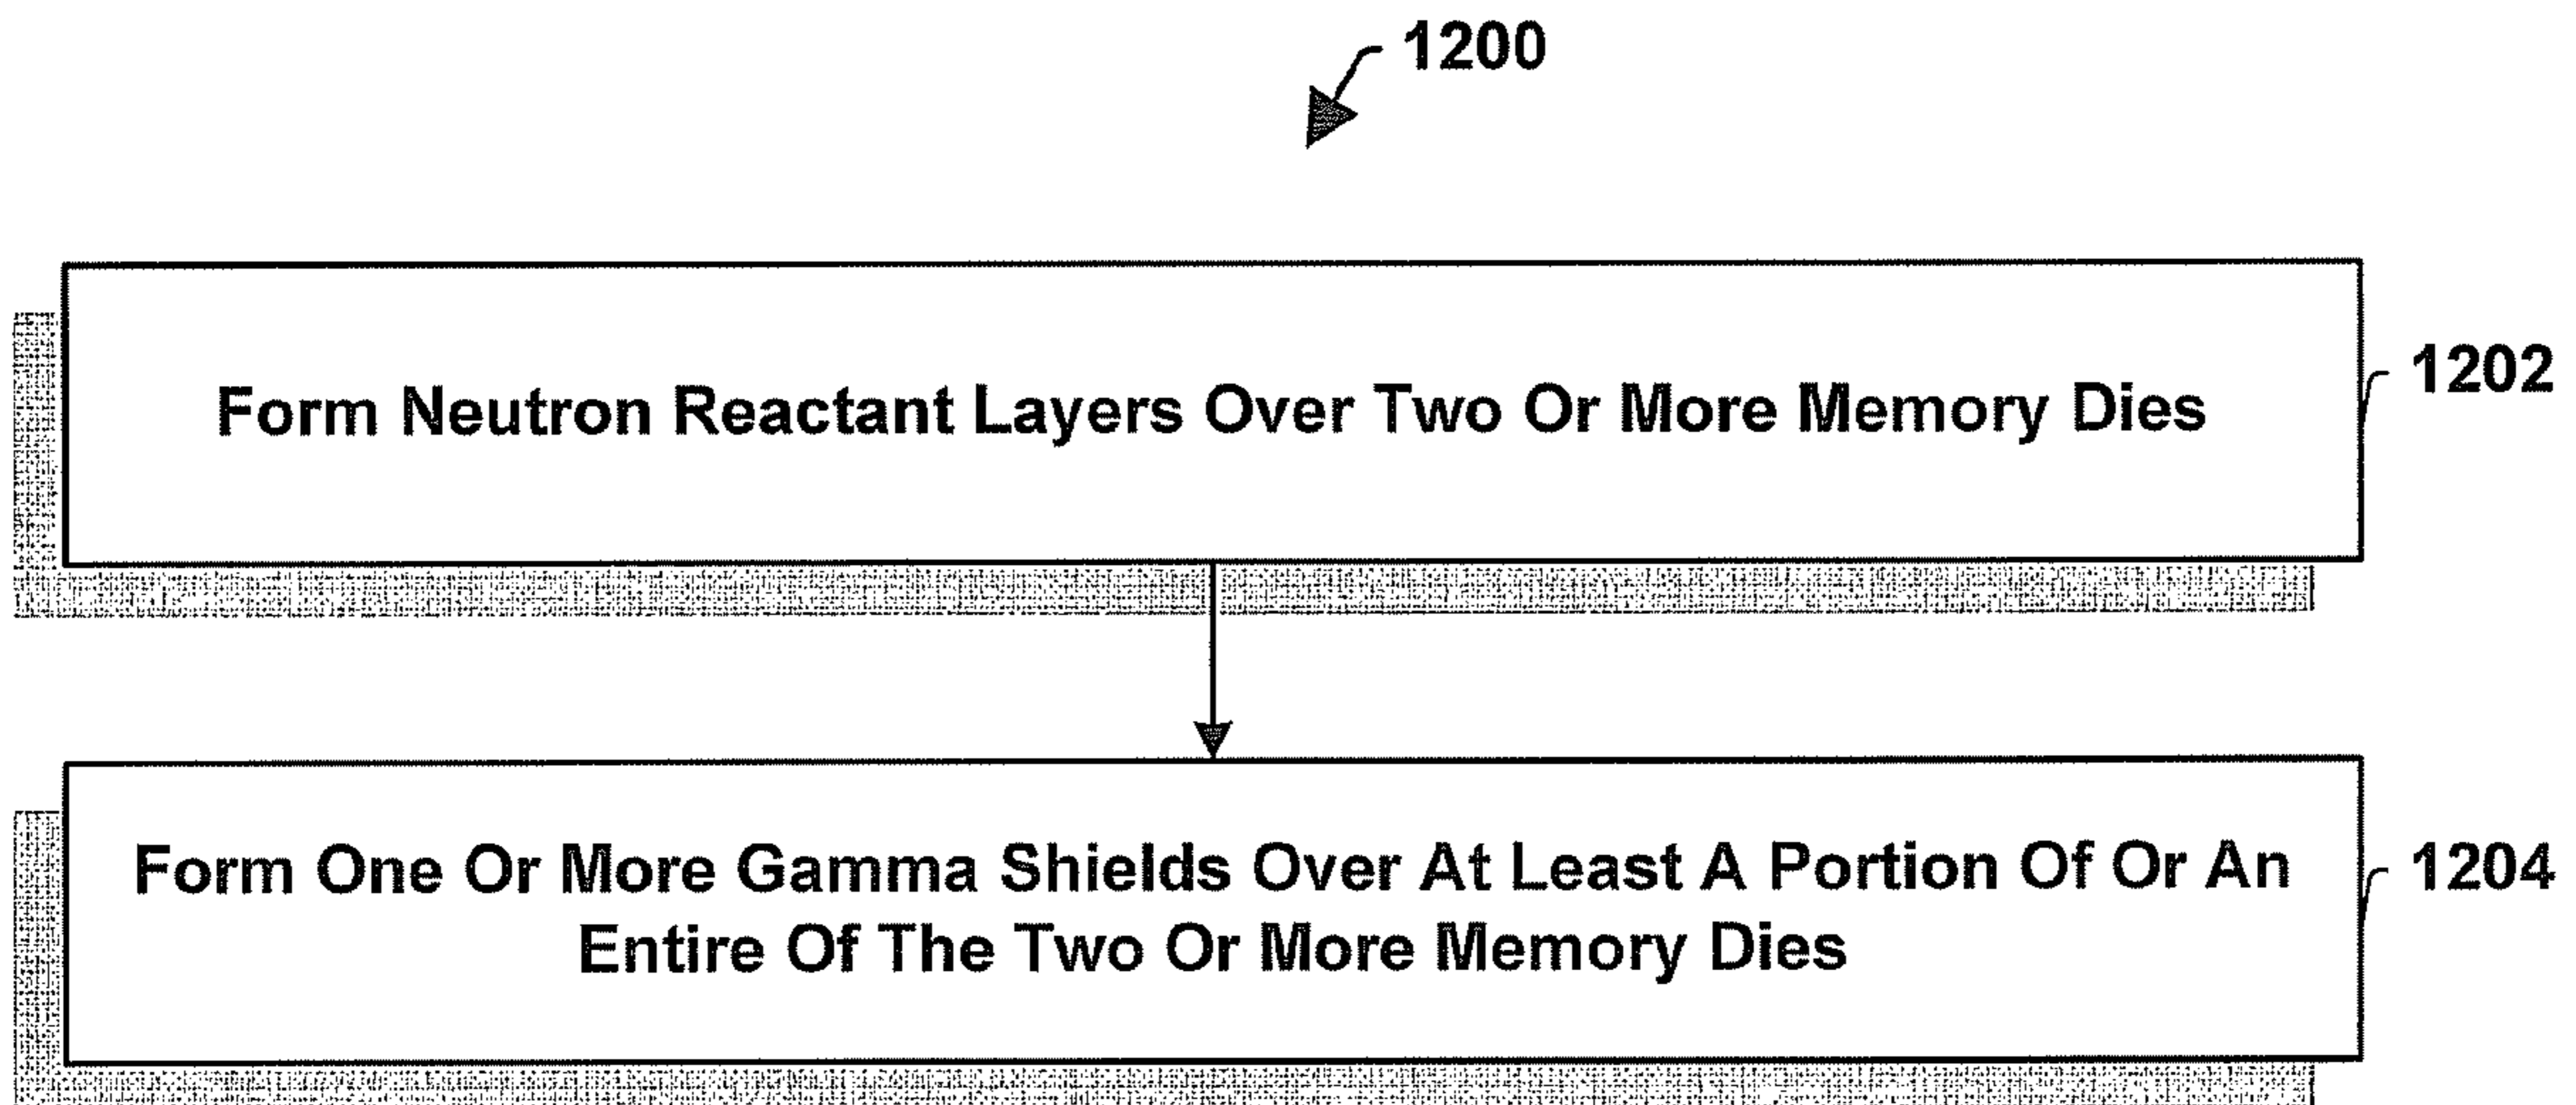 1200
Form Neutron Reactant Layers Over Two Or More Memory Dies
1202
Form One Or More Gamma Shields Over At Least A Portion Of Or An
Entire Of The Two Or More Memory Dies
1204